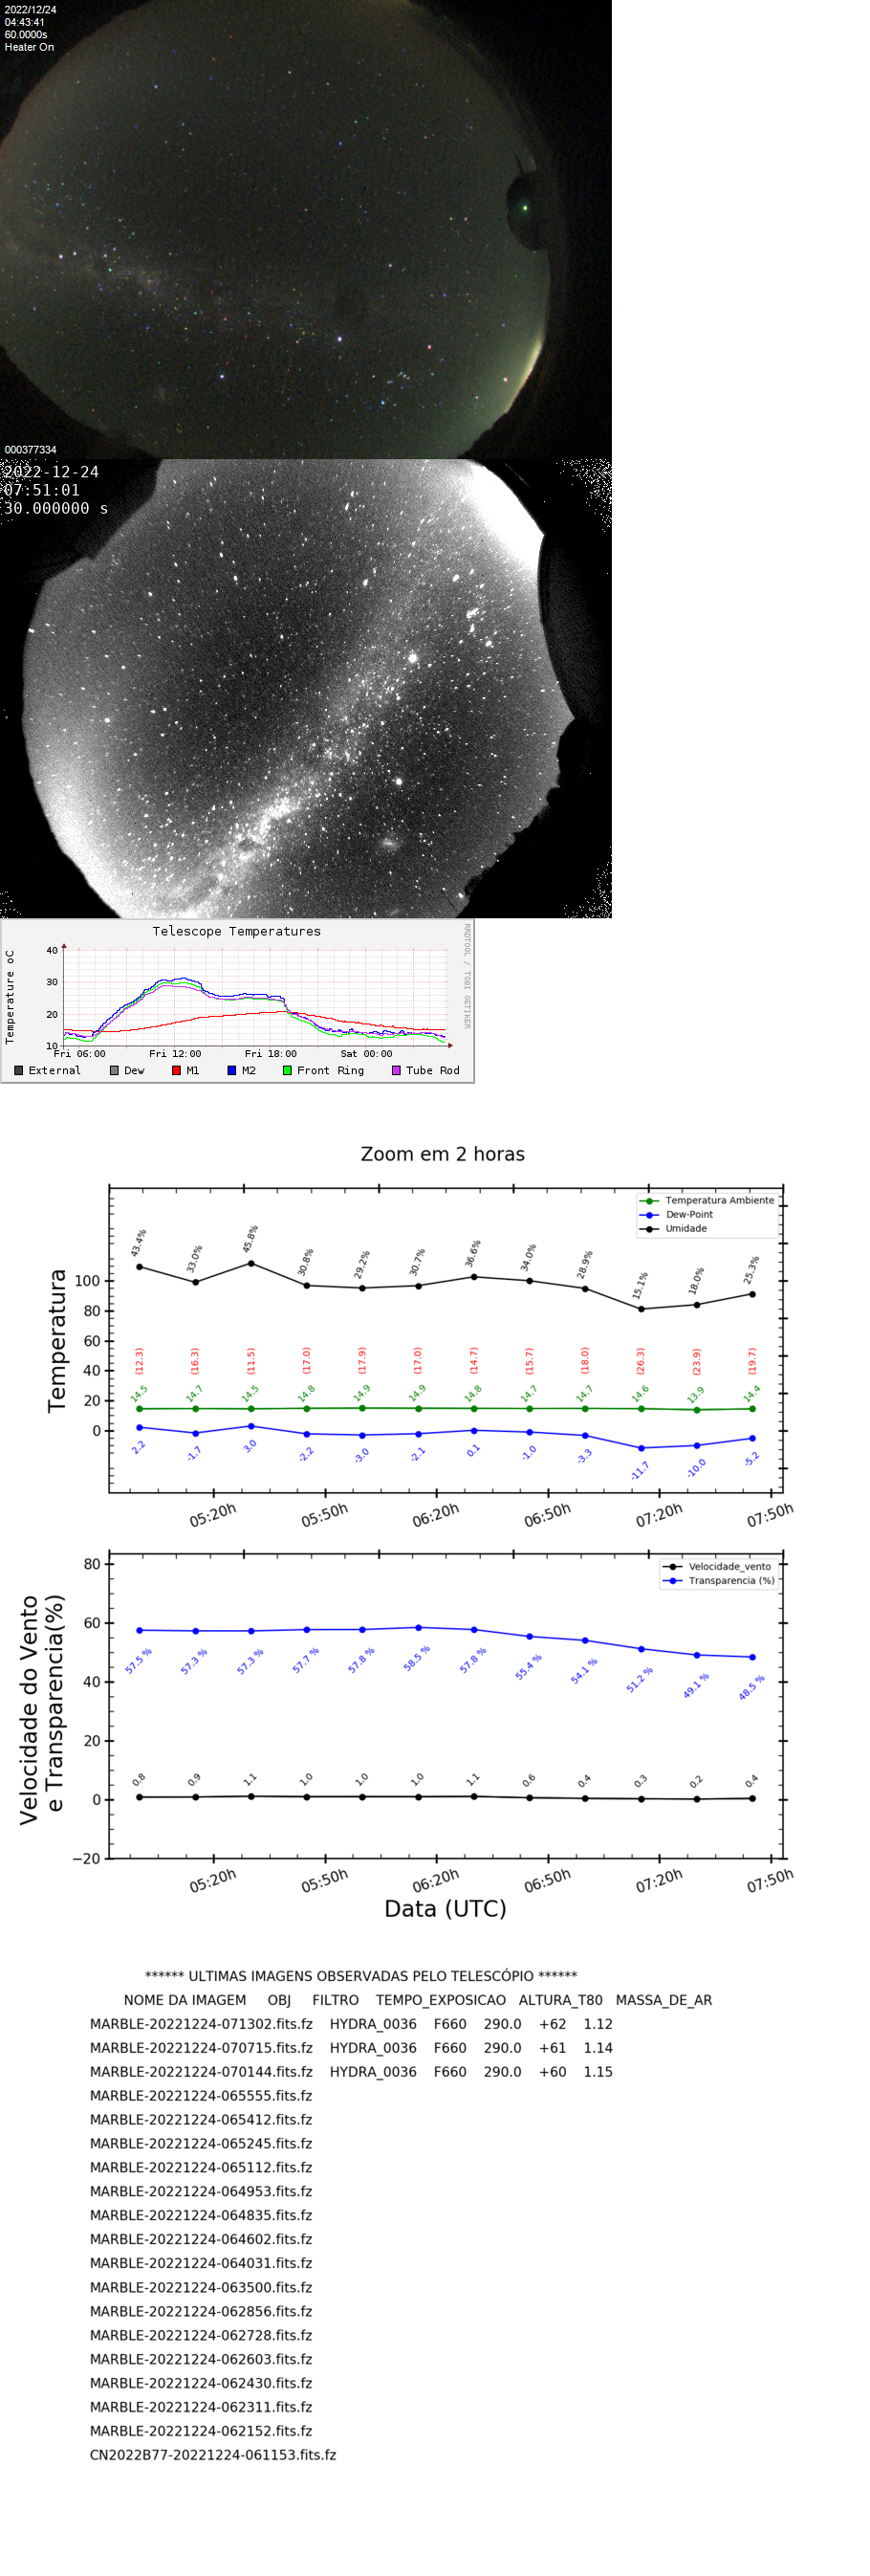 2022/12/24
04:43:41
60.0000s
Heater On
000377334
2022-12-24
07:51:01
30.000000 s
Telescope Temperatures
RRDTOOL / TOBI OETIKER
Temperature oC
40
30
20
10
Fri 06:00 Fri 12:00 Fri 18:00 Sat 00:00
External Dew M1 M2 Front Ring Tube Rod
Zoom em 2 horas
Temperatura Ambiente
Dew-Point
Umidade
Temperatura
100
80
60
40
20
0
43.4% 33.0% 45.8% 30.8% 29.2% 30.7% 36.6% 34.0% 28.9% 15.1% 18.0% 25.3%
(12.3) (16.3) (11.5) (17.0) (17.9) (17.0) (14.7) (15.7) (18.0) (26.3) (23.9) (19.7)
14.5 14.7 14.5 14.8 14.9 14.9 14.8 14.7 14.7 14.6 13.9 14.4
2.2 -1.7 3.0 -2.2 -3.0 -2.1 0.1 -1.0 -3.3 -11.7 -10.0 -5.2
05:20h 05:50h 06:20h 06:50h 07:20h 07:50h
Velocidade_vento
Transparencia (%)
Velocidade do Vento
e Transparencia(%)
80
60
40
20
0
−20
57.5 % 57.3 % 57.3 % 57.7 % 57.8 % 58.5 % 57.8 % 55.4 % 54.1 % 51.2 % 49.1 % 48.5 %
0.8 0.9 1.1 1.0 1.0 1.0 1.1 0.6 0.4 0.3 0.2 0.4
05:20h 05:50h 06:20h 06:50h 07:20h 07:50h
Data (UTC)
****** ULTIMAS IMAGENS OBSERVADAS PELO TELESCÓPIO ******
NOME DA IMAGEM OBJ FILTRO TEMPO_EXPOSICAO ALTURA_T80 MASSA_DE_AR
MARBLE-20221224-071302.fits.fz HYDRA_0036 F660 290.0 +62 1.12
MARBLE-20221224-070715.fits.fz HYDRA_0036 F660 290.0 +61 1.14
MARBLE-20221224-070144.fits.fz HYDRA_0036 F660 290.0 +60 1.15
MARBLE-20221224-065555.fits.fz
MARBLE-20221224-065412.fits.fz
MARBLE-20221224-065245.fits.fz
MARBLE-20221224-065112.fits.fz
MARBLE-20221224-064953.fits.fz
MARBLE-20221224-064835.fits.fz
MARBLE-20221224-064602.fits.fz
MARBLE-20221224-064031.fits.fz
MARBLE-20221224-063500.fits.fz
MARBLE-20221224-062856.fits.fz
MARBLE-20221224-062728.fits.fz
MARBLE-20221224-062603.fits.fz
MARBLE-20221224-062430.fits.fz
MARBLE-20221224-062311.fits.fz
MARBLE-20221224-062152.fits.fz
CN2022B77-20221224-061153.fits.fz